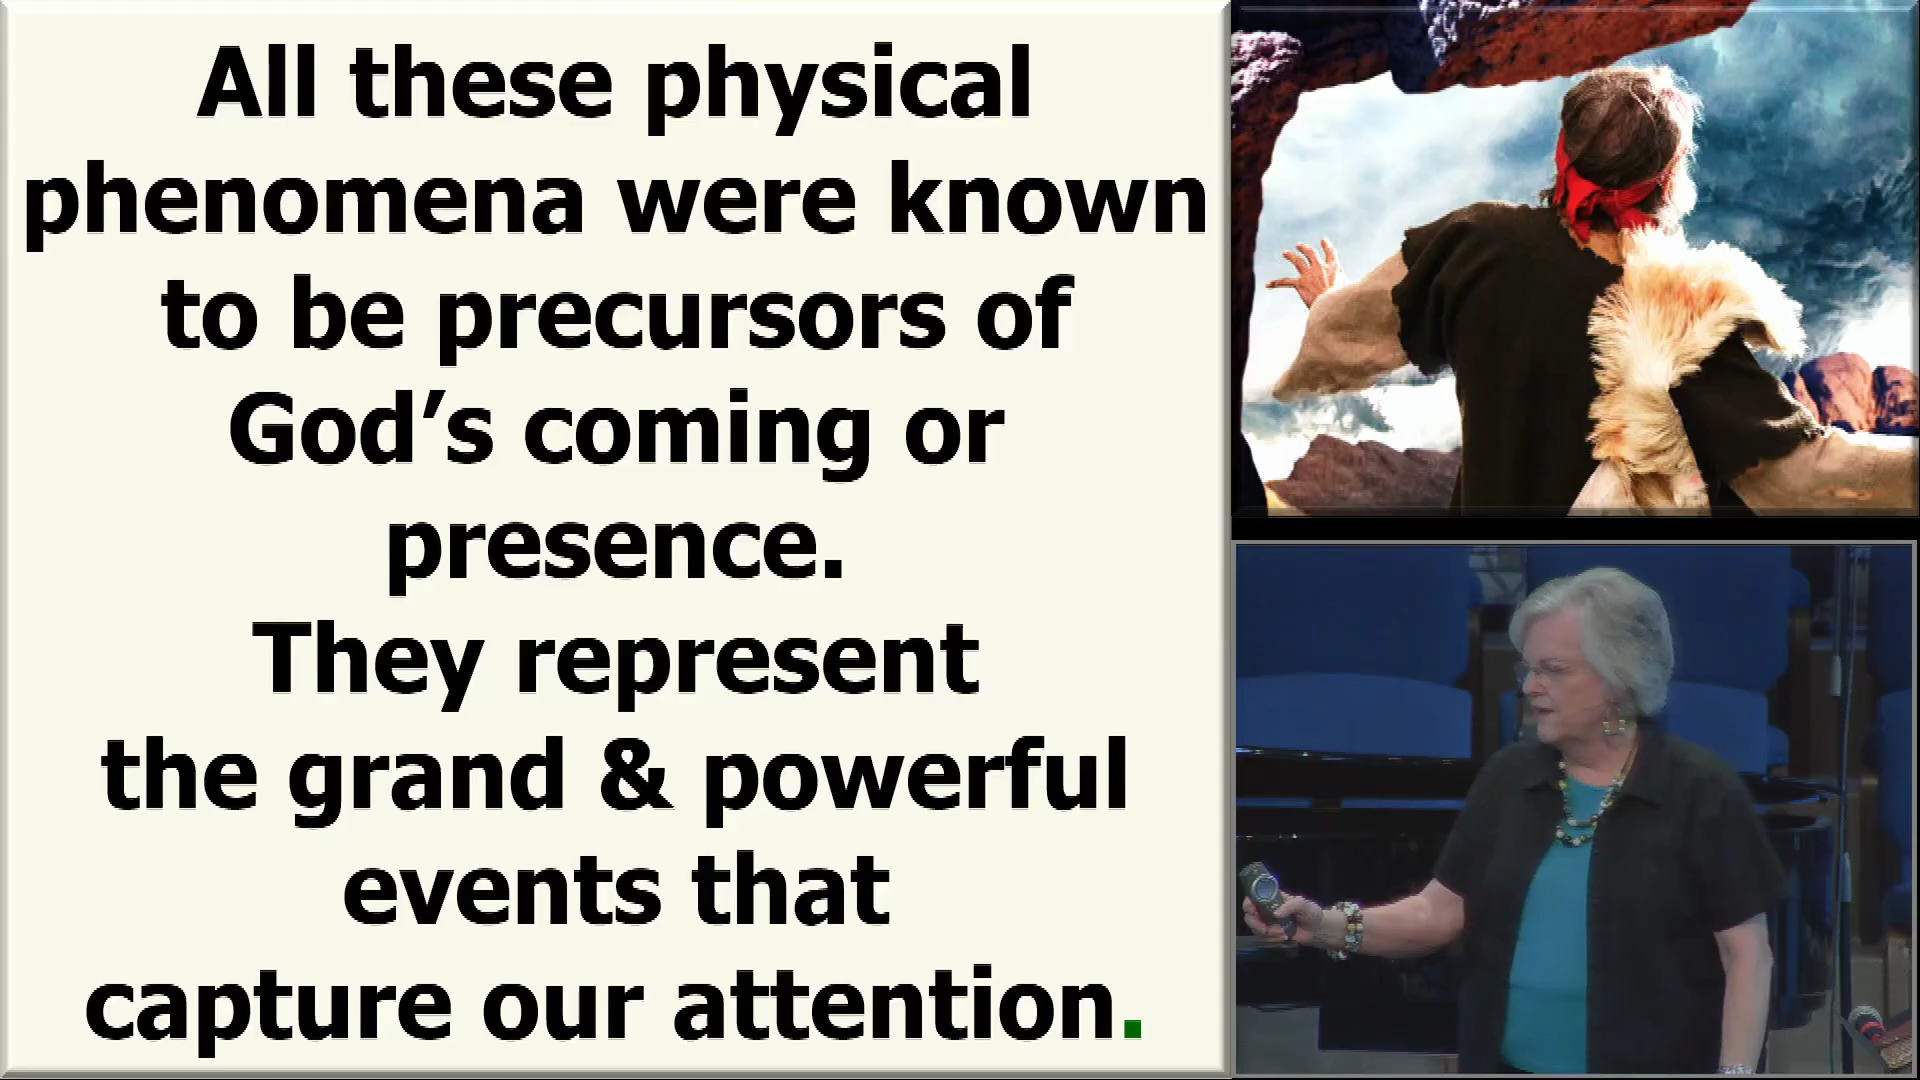 All these physical
phenomena were known
to be precursors of
God’s coming or
presence.
They represent
the grand & powerful
events that
capture our attention.